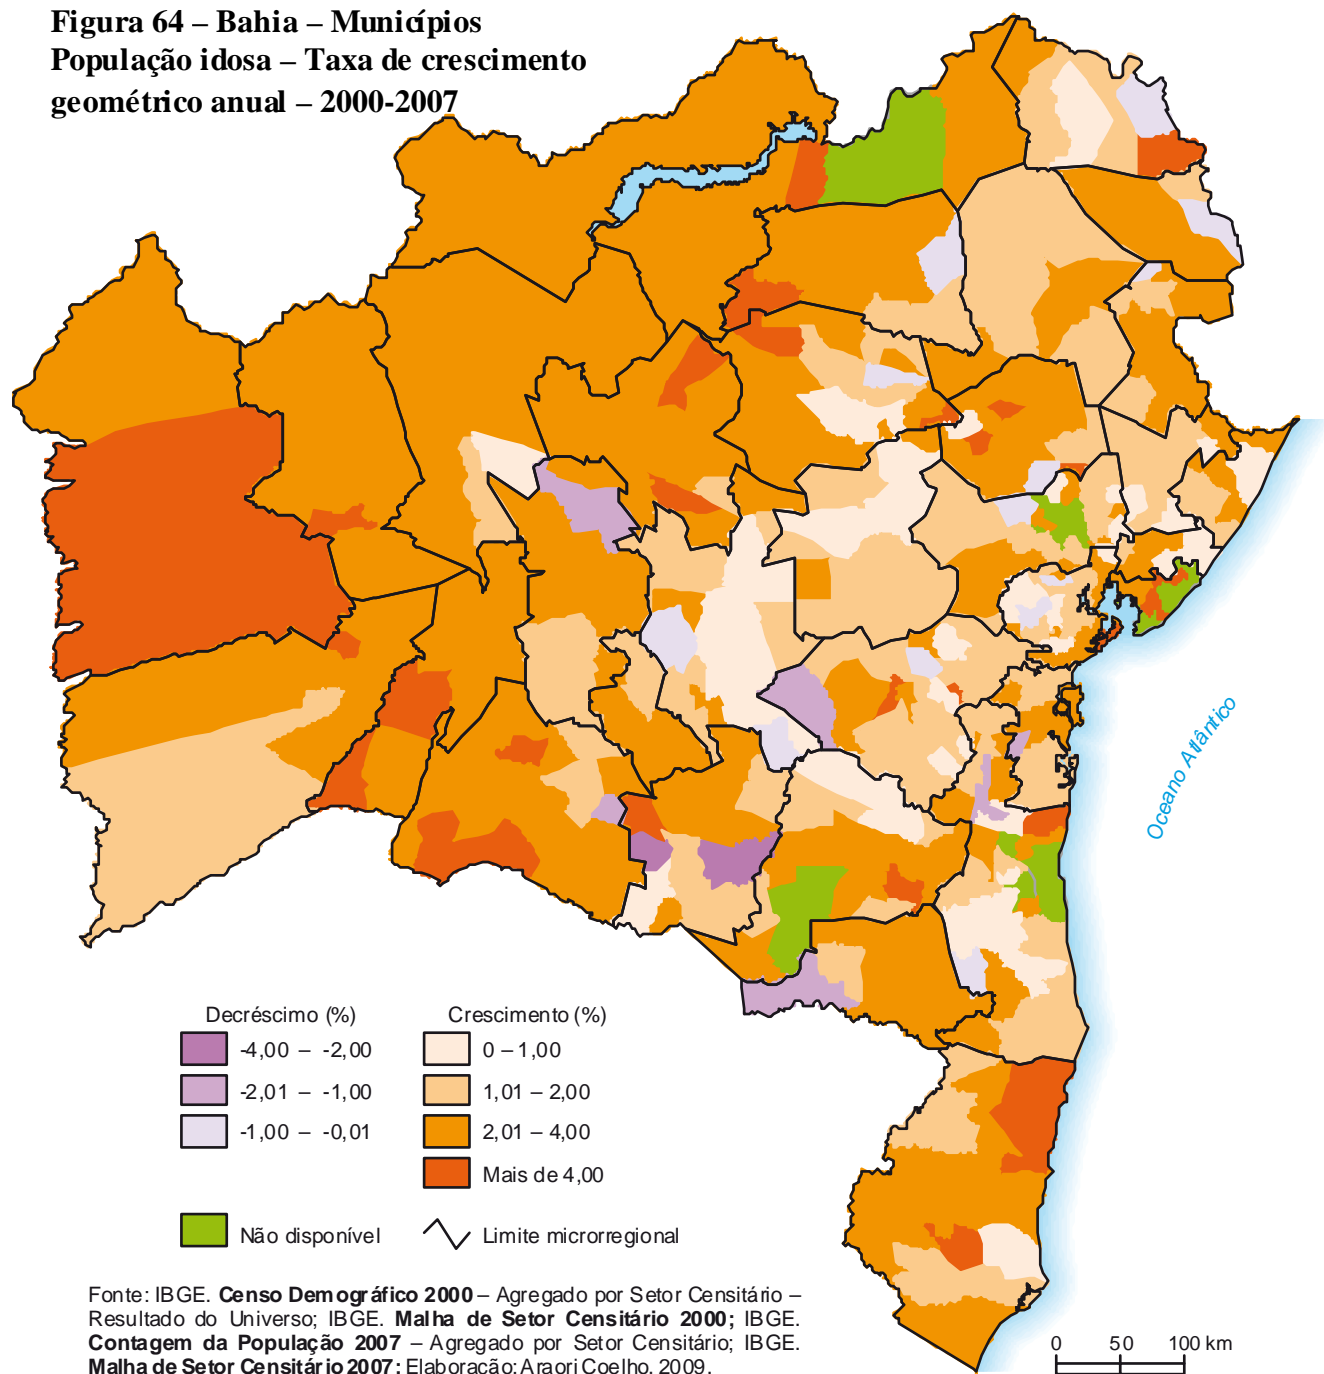 Figura 64 – Bahia – Municípios
População idosa – Taxa de crescimento
geométrico anual – 2000-2007
Oceano Atlântico
Decréscimo (%)
-4,00 – -2,00
-2,01 – -1,00
-1,00 – -0,01
Crescimento (%)
0 – 1,00
1,01 – 2,00
2,01 – 4,00
Mais de 4,00
Não disponível
Limite microrregional
Fonte: IBGE. Censo Demográfico 2000 – Agregado por Setor Censitário –
Resultado do Universo; IBGE. Malha de Setor Censitário 2000; IBGE.
Contagem da População 2007 – Agregado por Setor Censitário; IBGE.
Malha de Setor Censitário 2007: Elaboração: Araori Coelho. 2009.
0 50 100 km